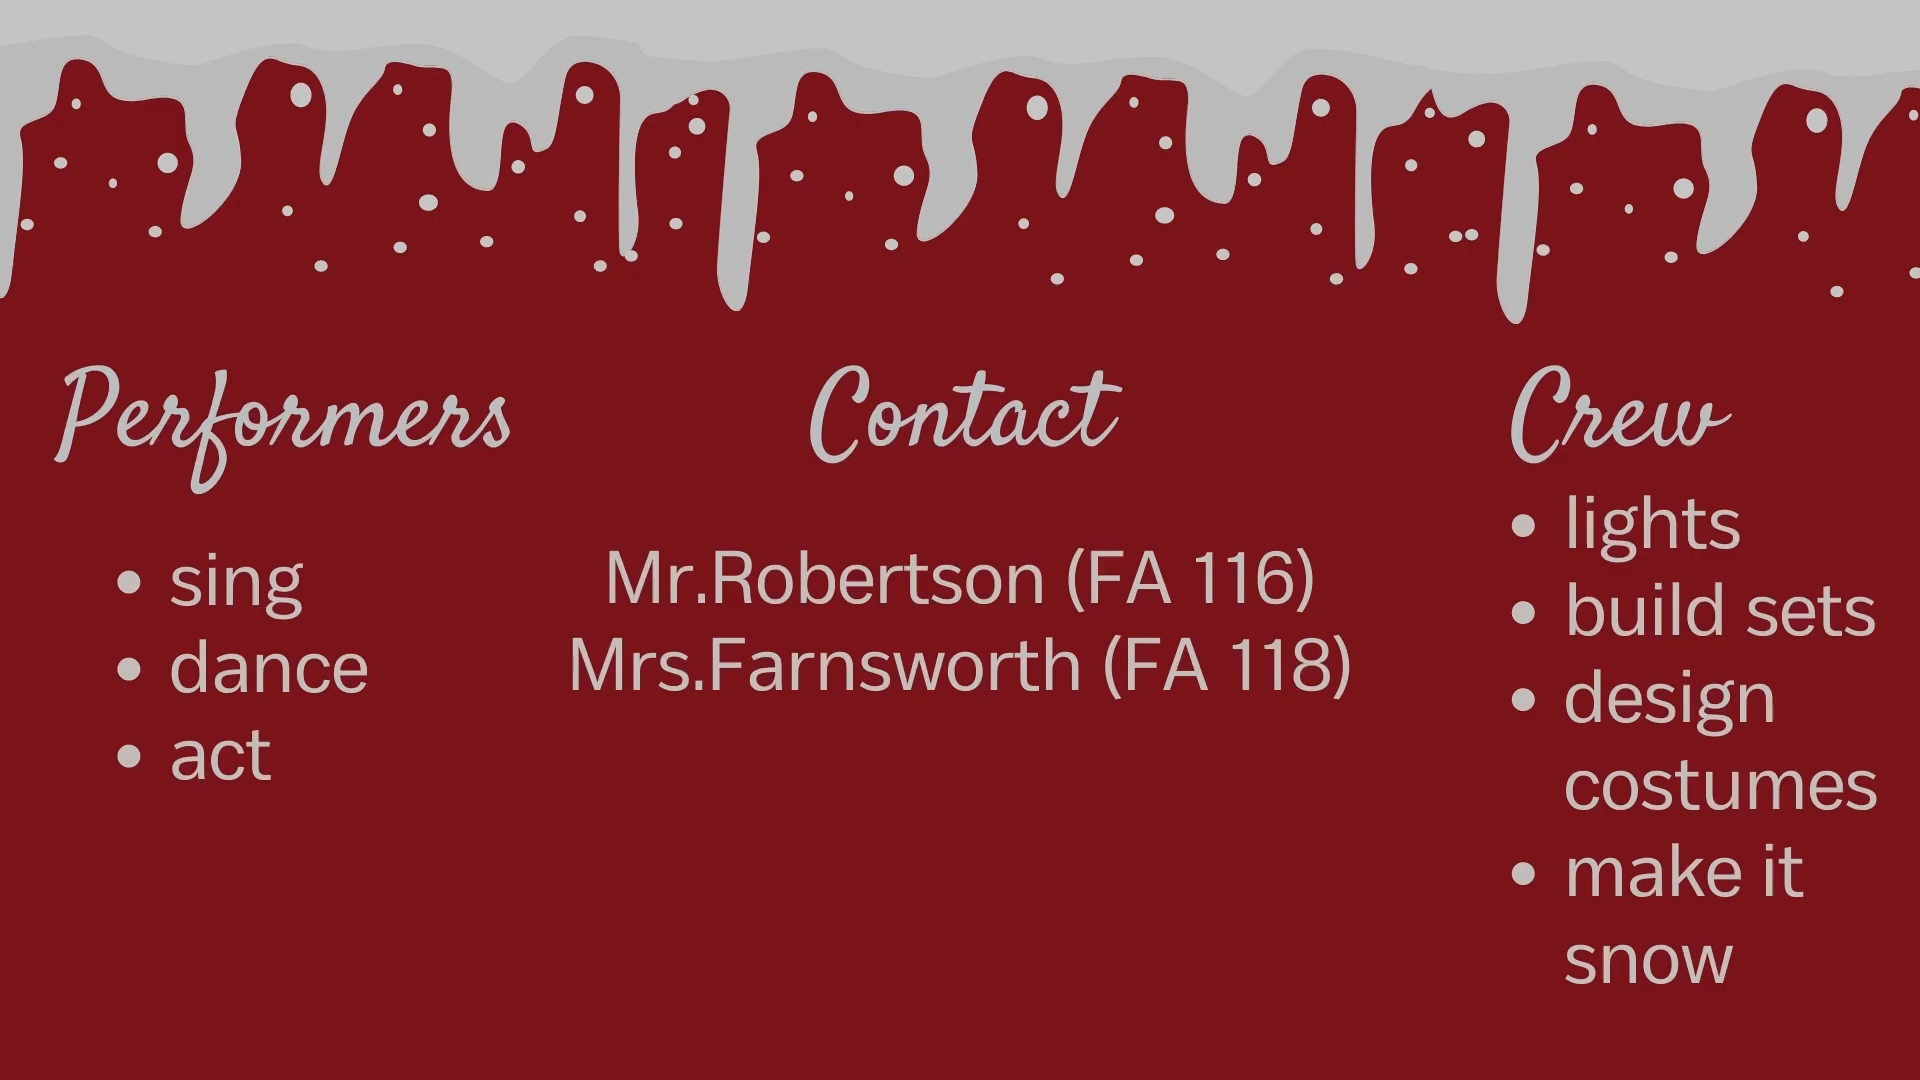 Performers
sing
dance
act
Contact
Mr.Robertson (FA 116)
Mrs.Farnsworth (FA 118)
Crew
lights
build sets
design
costumes
make it
snow